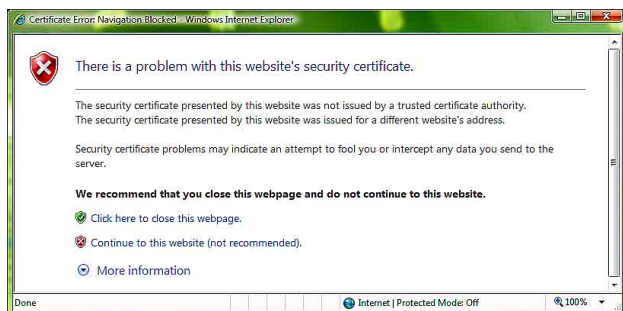 Certificate Error: Navigation Blocked - Windows Internet Explorer
There is a problem with this website's security certificate.
The security certificate presented by this website was not issued by a trusted certificate authority.
The security certificate presented by this website was issued for a different website's address.
Security certificate problems may indicate an attempt to fool you or intercept any data you send to the
server.
We recommend that you close this webpage and do not continue to this website.
Click here to close this webpage.
Continue to this website (not recommended).
More information
Done
Internet | Protected Mode: Off
100%